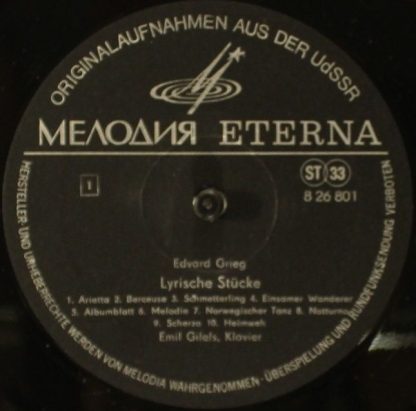 ORIGINALAUFNAHMEN AUS DER UdSSR
МЕЛОДИЯ ETERNA
1
ST 33
8 26 801
Edvard Grieg
Lyrische Stücke
1. Arietta 2. Berceuse 3. Schmetterling 4. Einsamer Wanderer
5. Albumblatt 6. Melodie 7. Norwegischer Tanz 8. Notturno
9. Scherzo 10. Heimweh
Emil Gilels, Klavier
HERSTELLER- UND URHEBERRECHTE WERDEN VON MELODIA WAHRGENOMMEN · ÜBERSPIELUNG UND RUNDFUNKSENDUNG VERBOTEN